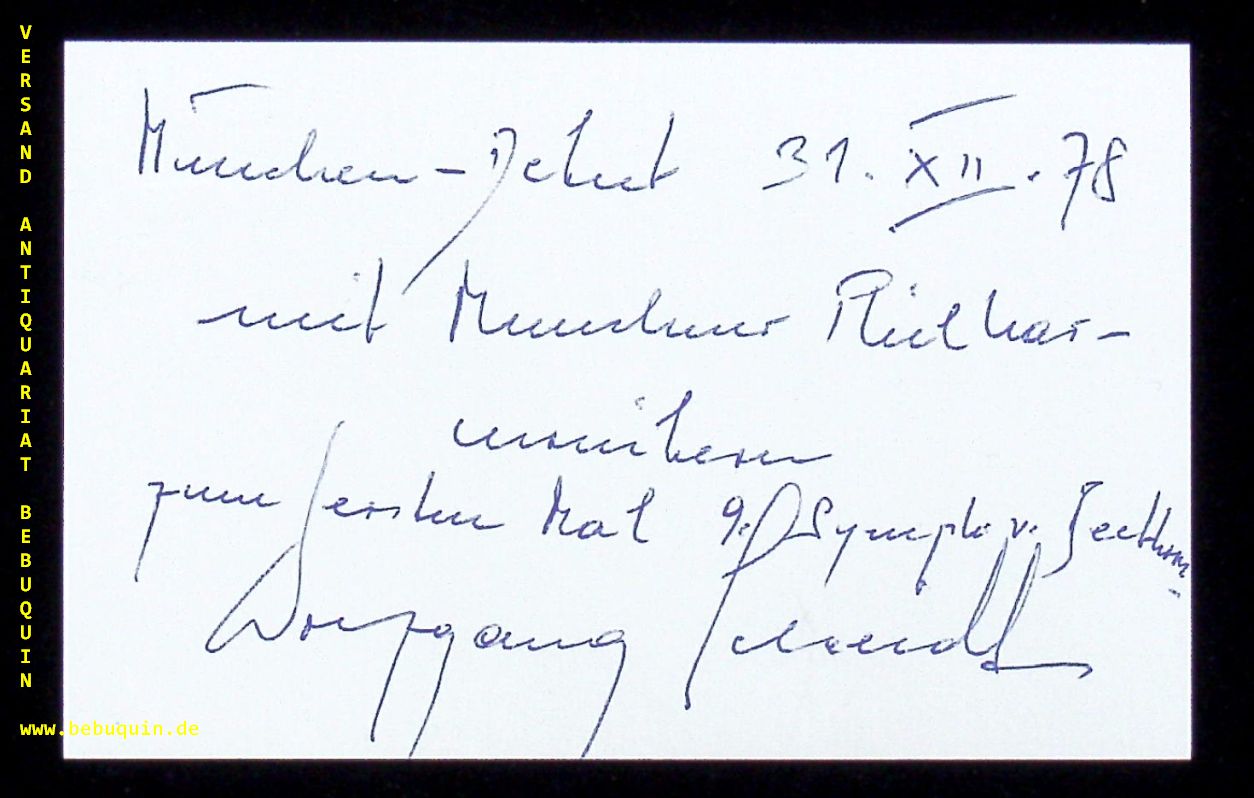 VERSAND ANTIQUARIAT BEBUQUIN
München-Debut 31. XII. 78
mit Münchner Philhar-
monikern
zum ersten Mal 9. Symph. v. Beethoven
Wolfgang
www.bebuquin.de